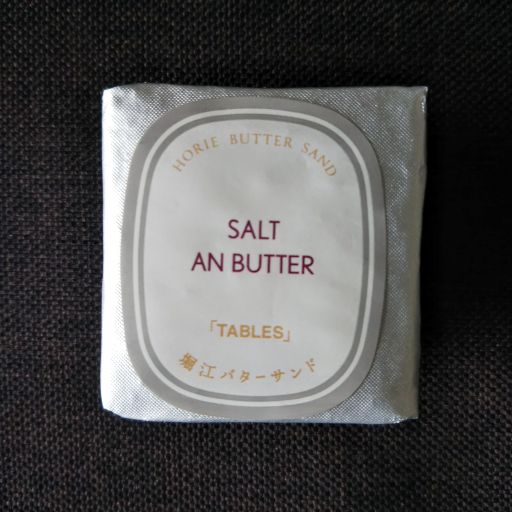 HORIE BUTTER SAND
SALT
AN BUTTER
「TABLES」
堀江バターサンド